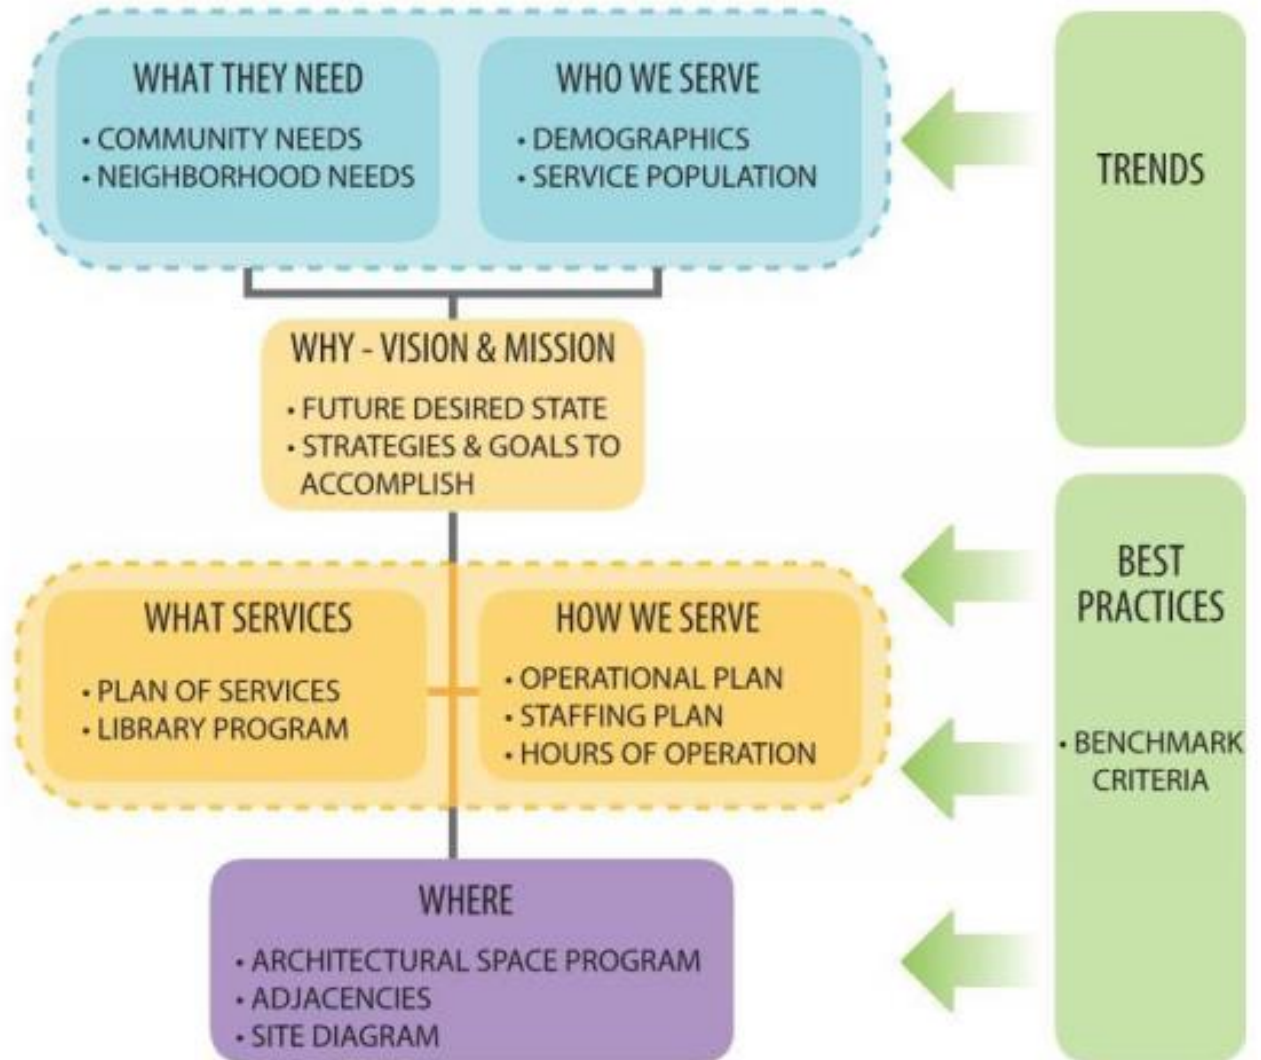 WHAT THEY NEED
• COMMUNITY NEEDS
• NEIGHBORHOOD NEEDS
WHO WE SERVE
• DEMOGRAPHICS
• SERVICE POPULATION
TRENDS
WHY - VISION & MISSION
• FUTURE DESIRED STATE
• STRATEGIES & GOALS TO
ACCOMPLISH
WHAT SERVICES
• PLAN OF SERVICES
• LIBRARY PROGRAM
HOW WE SERVE
• OPERATIONAL PLAN
• STAFFING PLAN
• HOURS OF OPERATION
BEST
PRACTICES
• BENCHMARK
CRITERIA
WHERE
• ARCHITECTURAL SPACE PROGRAM
• ADJACENCIES
• SITE DIAGRAM